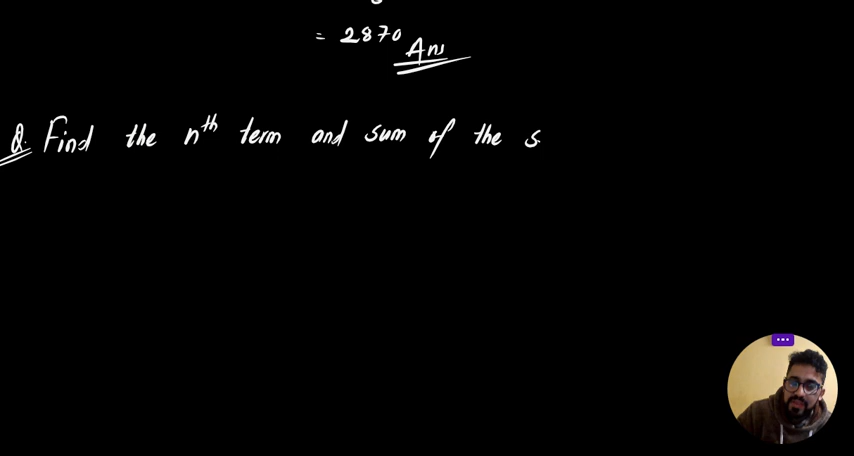 = 2870 Ans
Q. Find the nth term and sum of the s